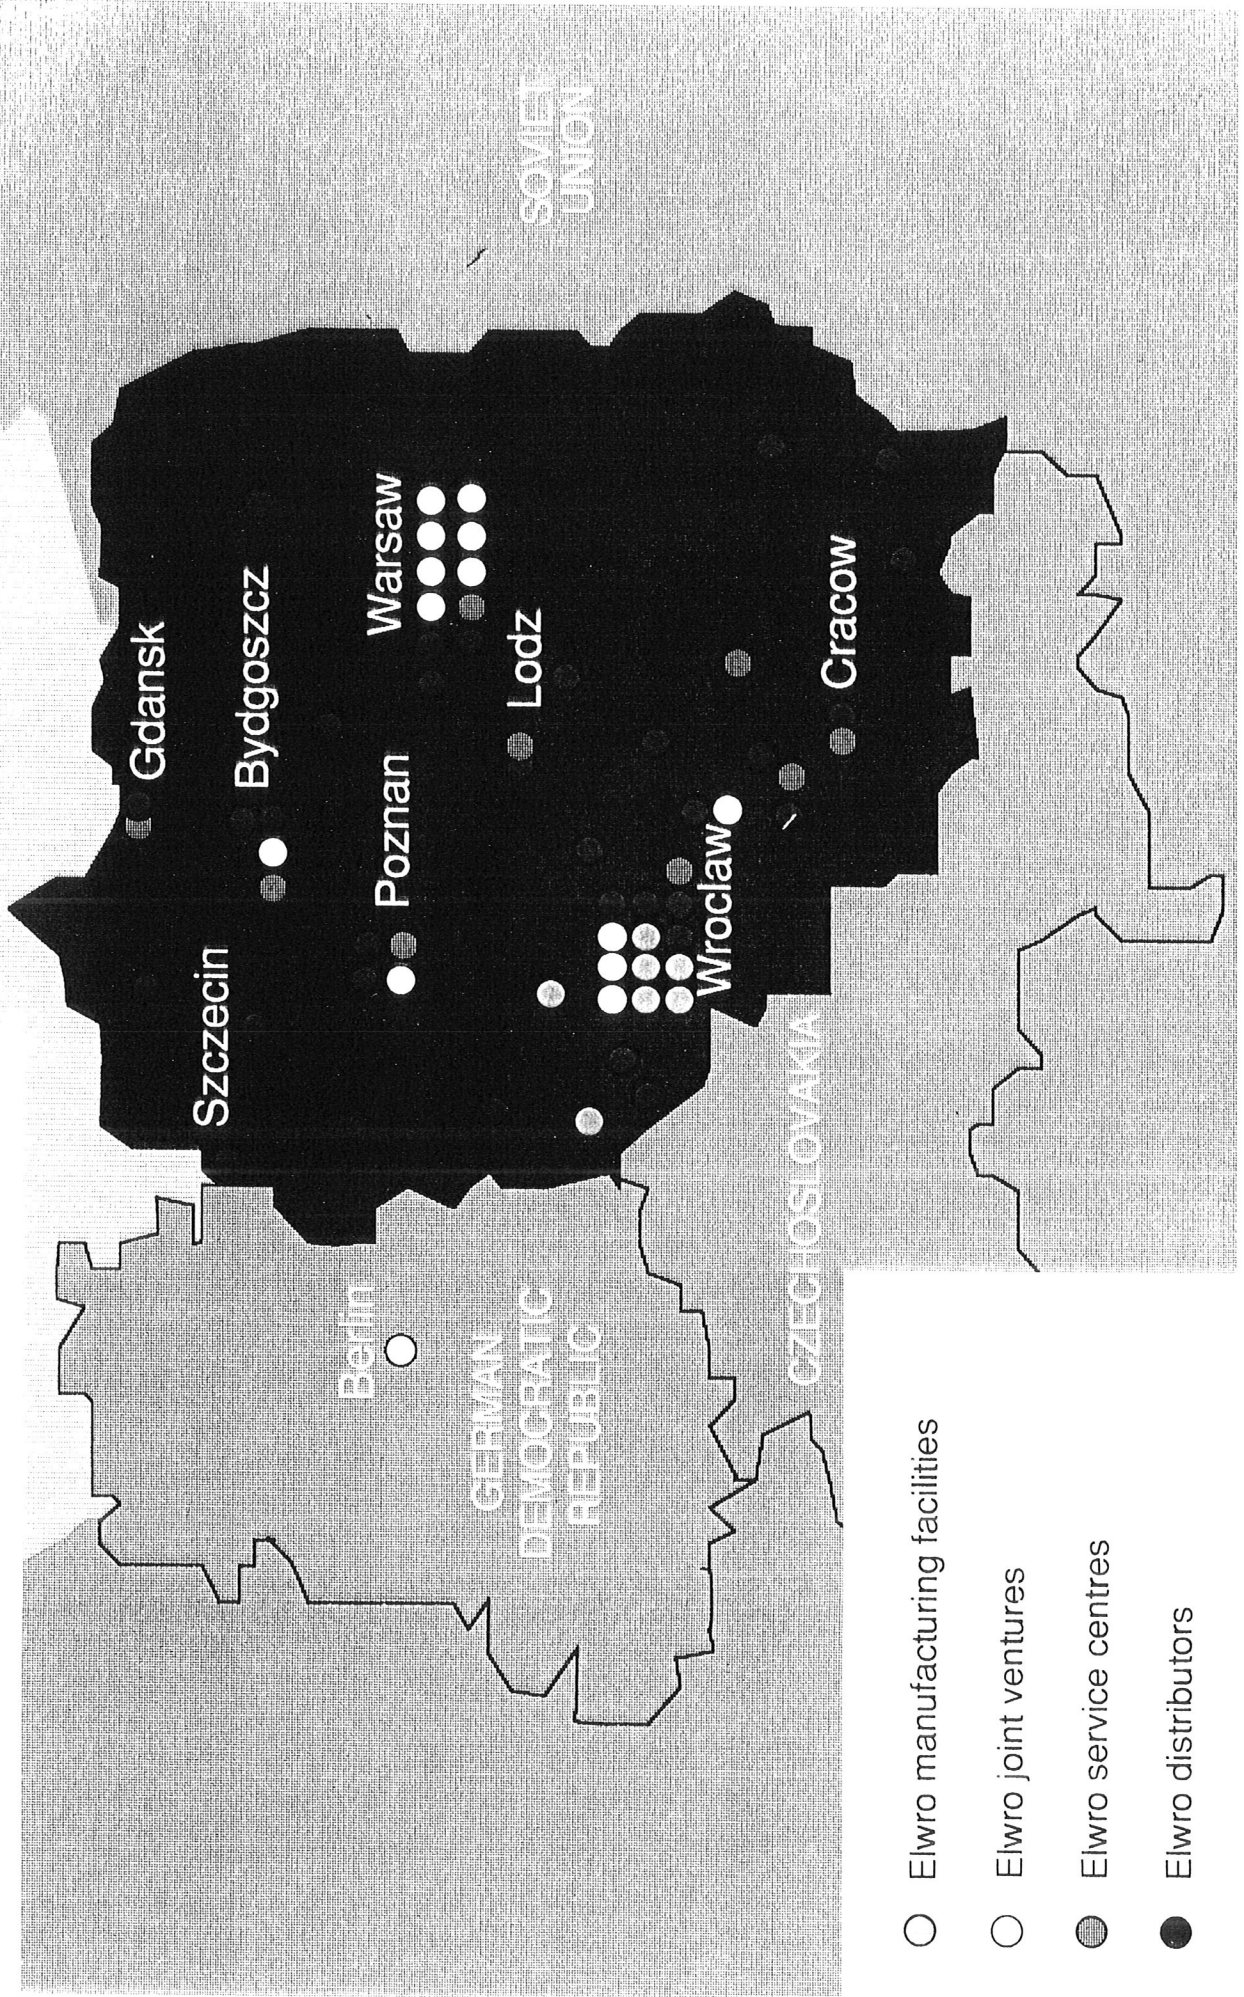 Gdansk
Szczecin
Bydgoszcz
Berlin
Poznan
Warsaw
GERMAN
DEMOCRATIC
REPUBLIC
Lodz
SOVIET
UNION
Wroclaw
CZECHOSLOVAKIA
Cracow
Elwro manufacturing facilities
Elwro joint ventures
Elwro service centres
Elwro distributors